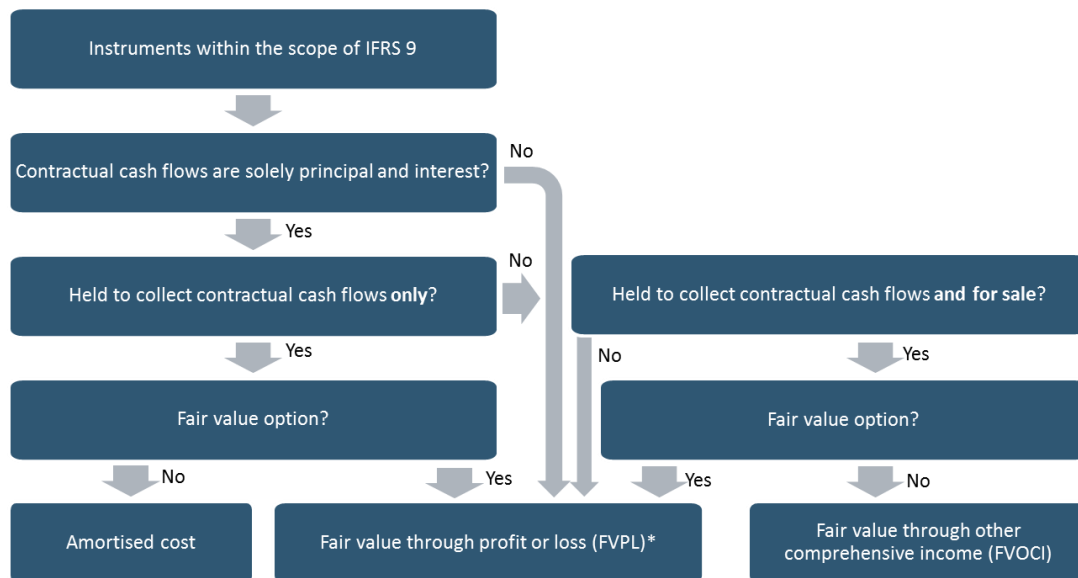 Instruments within the scope of IFRS 9
No
Contractual cash flows are solely principal and interest?
Yes
No
Held to collect contractual cash flows only?
Held to collect contractual cash flows and for sale?
Yes
No
Yes
Fair value option?
Fair value option?
No
Yes
Yes
No
Amortised cost
Fair value through profit or loss (FVPL)*
Fair value through other
comprehensive income (FVOCI)